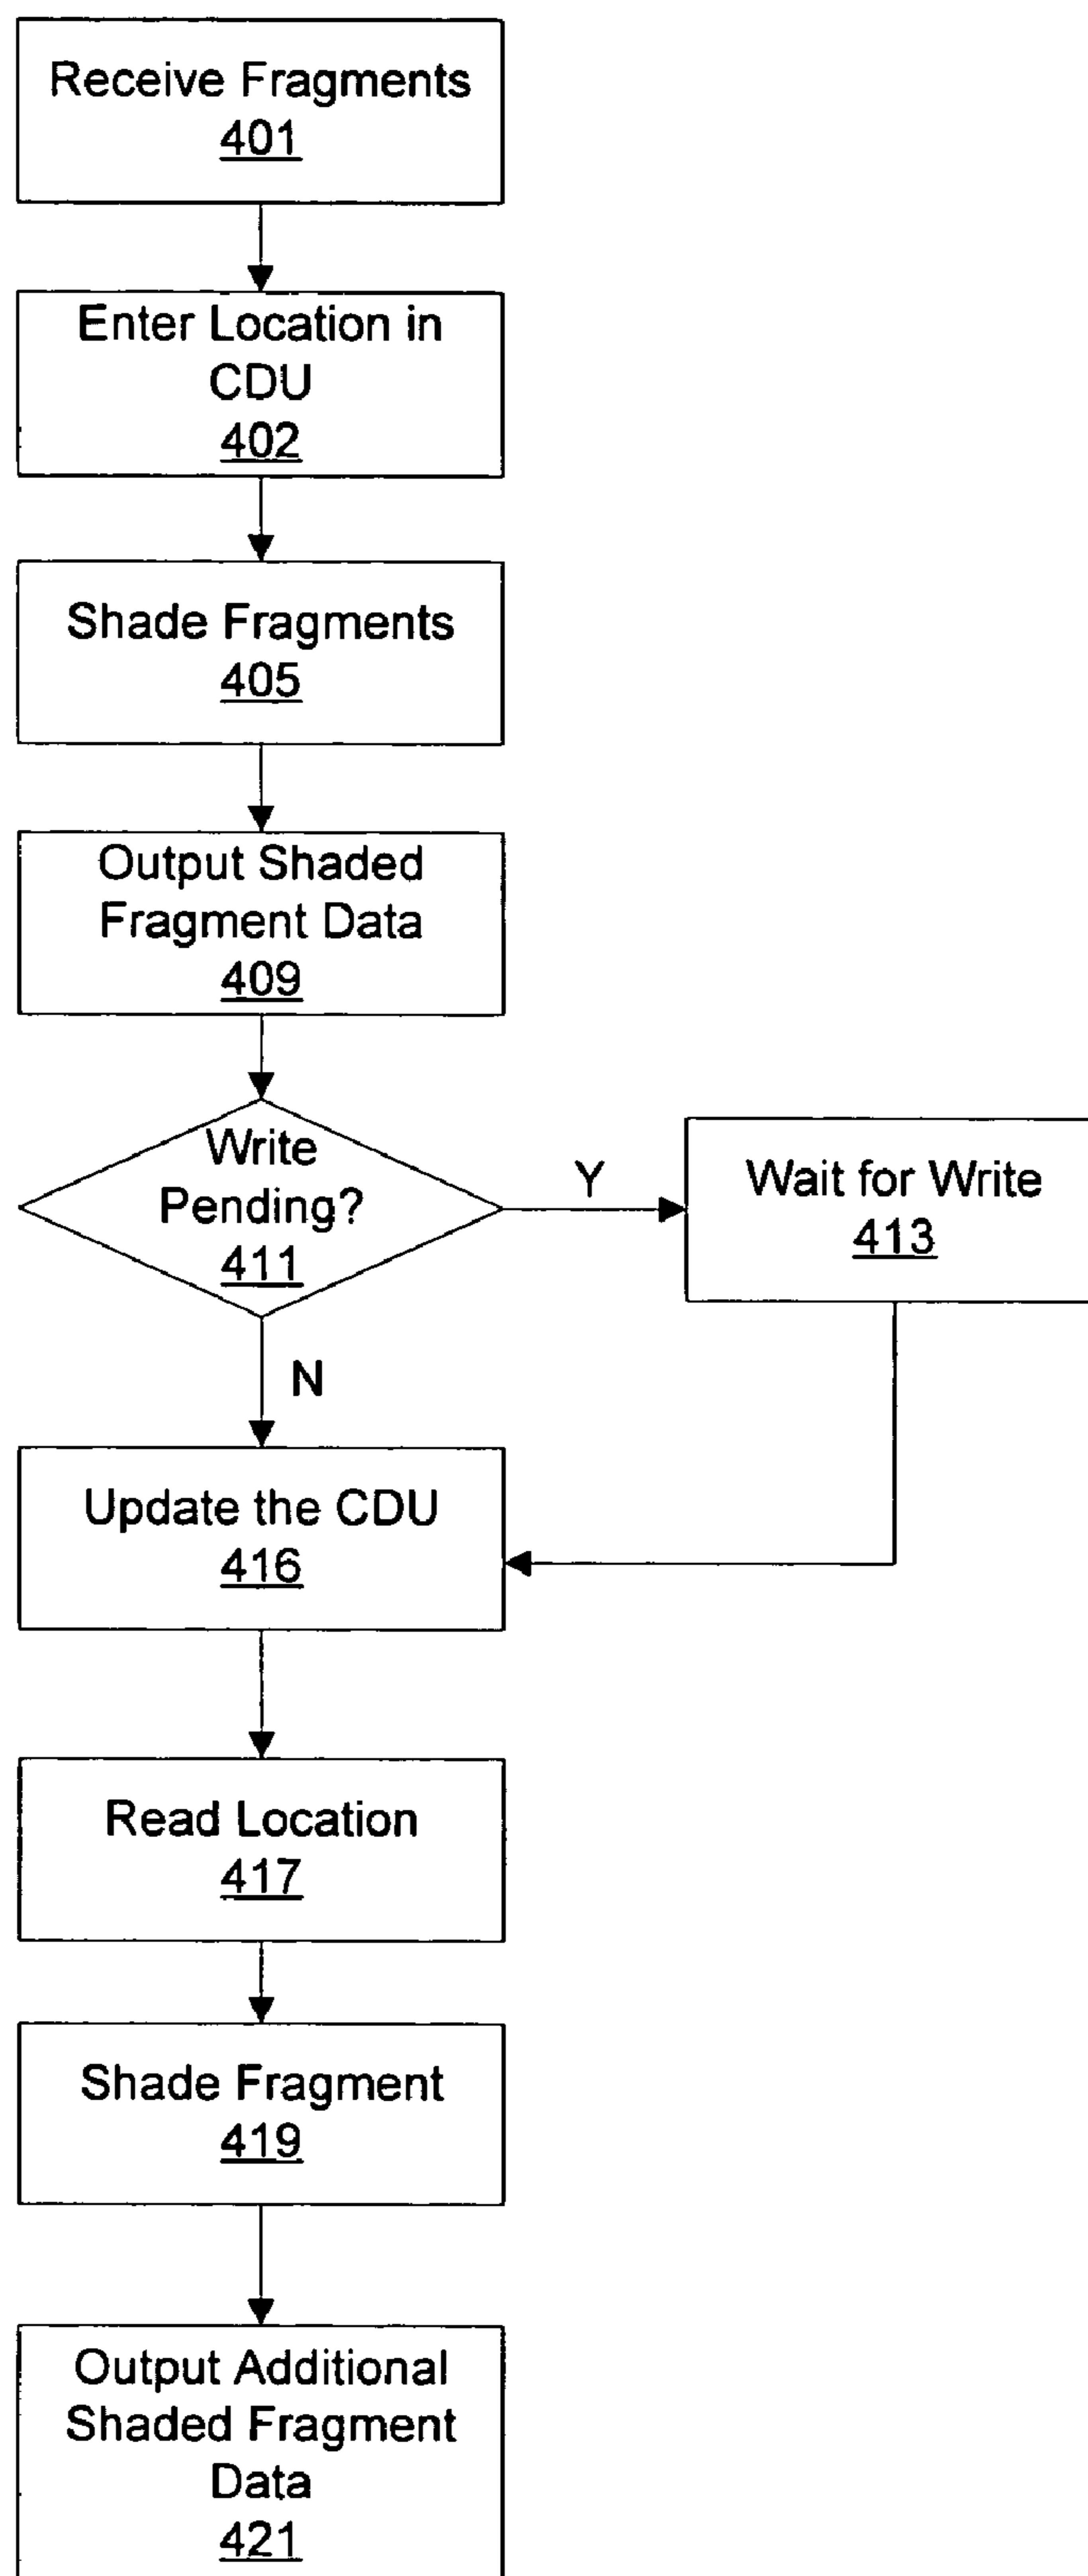 Receive Fragments
401
Enter Location in
CDU
402
Shade Fragments
405
Output Shaded
Fragment Data
409
Write
Pending?
411
Y
Wait for Write
413
N
Update the CDU
416
Read Location
417
Shade Fragment
419
Output Additional
Shaded Fragment
Data
421